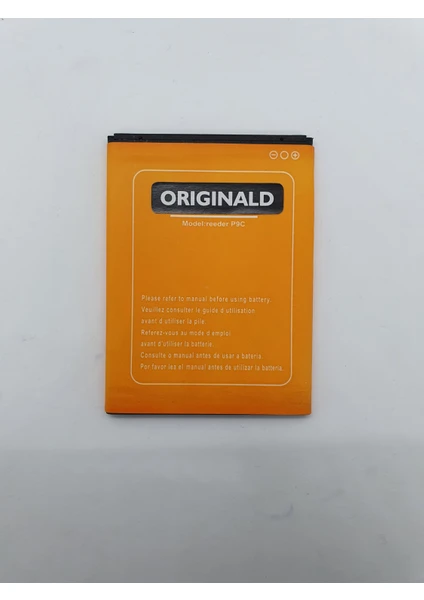 ORIGINALD
Model:reeder P9C
Please refer to manual before using battery
Veuillez consulter le guide d utilisation
avant d utiliser la pile
Referez-vous au mode d emploi
avant d'utiliser la batterie.
Consulte a manual antes de usar a bateria.
Por favor les el manual antes de utilizar la bateria.